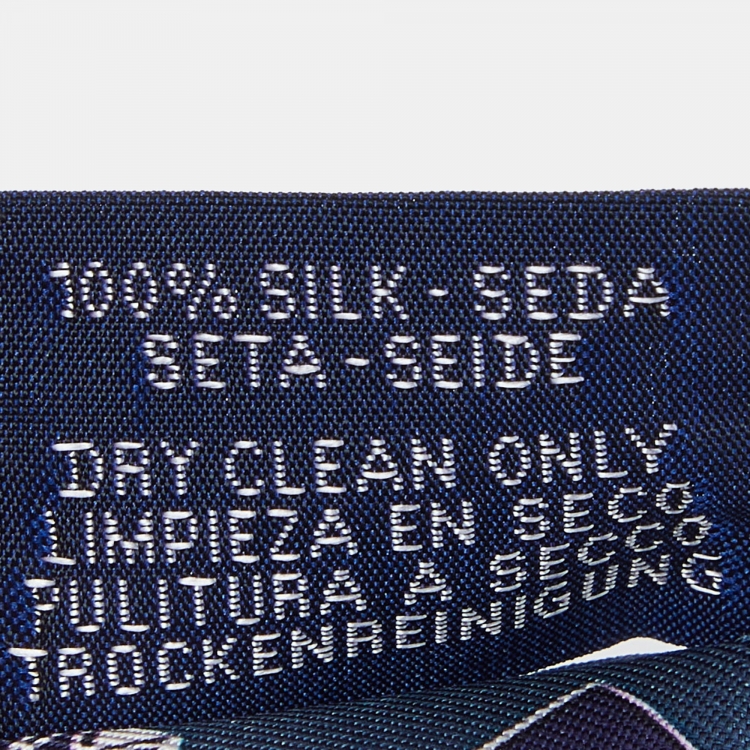 100% SILK - SEDA
SETA - SEIDE
DRY CLEAN ONLY
LIMPIEZA EN SECO
PULITURA A SECCO
TROCKENREINIGUNG